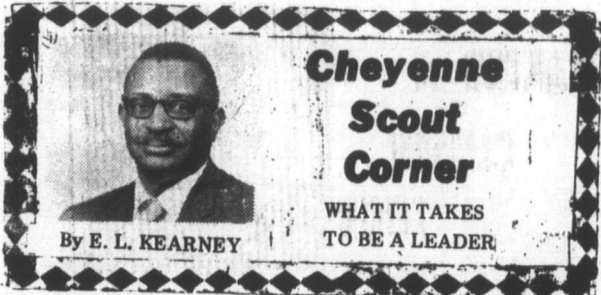 By E. L. KEARNEY
Cheyenne
Scout
Corner
WHAT IT TAKES
TO BE A LEADER